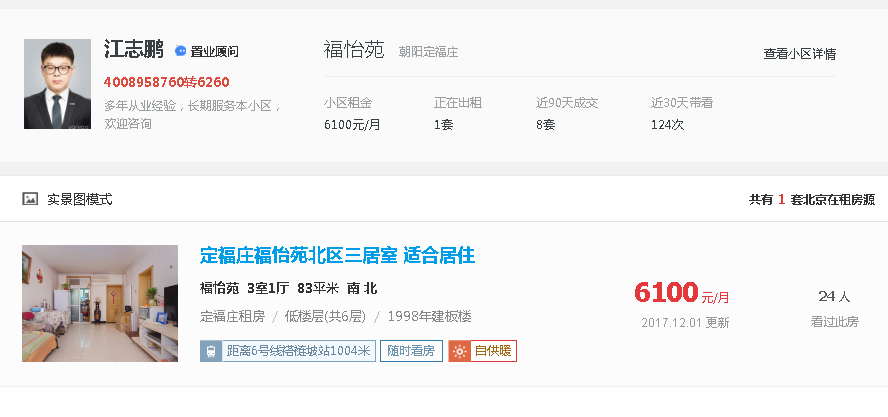 江志鹏 置业顾问
4008958760转6260
多年从业经验，长期服务本小区，
欢迎咨询
福怡苑 朝阳定福庄
查看小区详情
小区租金 正在出租 近90天成交 近30天带看
6100元/月 1套 8套 124次
实景图模式
共有 1 套北京在租房源
定福庄福怡苑北区三居室 适合居住
福怡苑 3室1厅 83平米 南 北
定福庄租房 / 低楼层(共6层) / 1998年建板楼
距离6号线褡裢坡站1004米 随时看房 自供暖
6100 元/月
2017.12.01 更新
24 人
看过此房